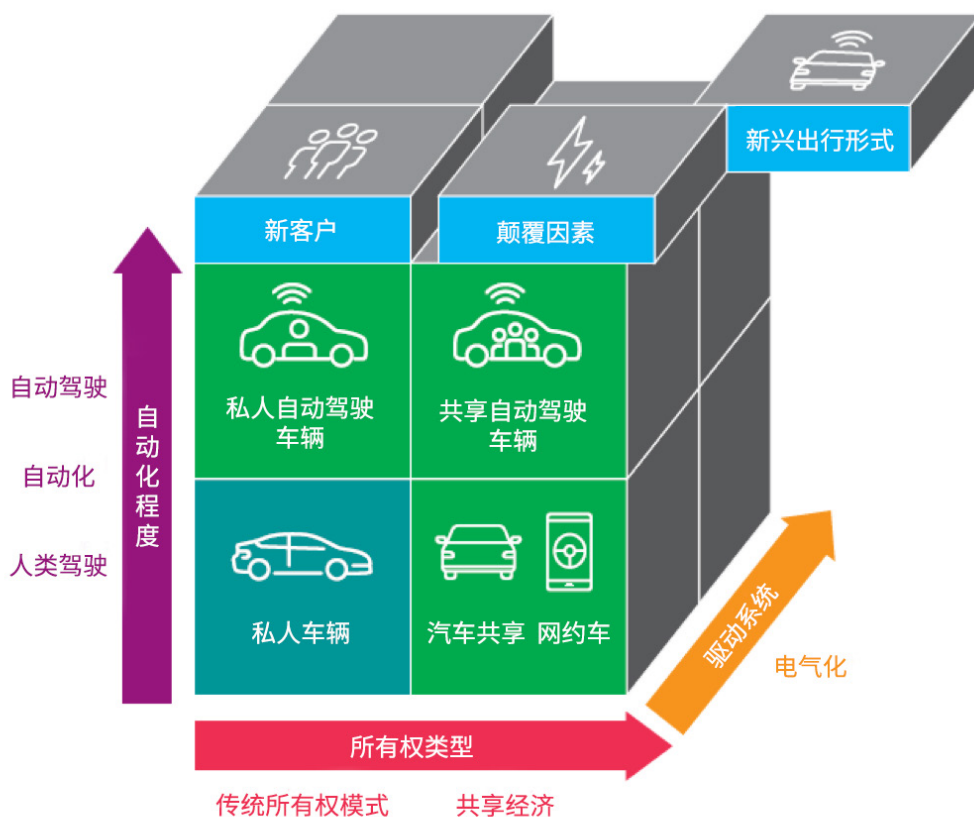 新兴出行形式
新客户
颠覆因素
自动驾驶
自动化
人类驾驶
自动化程度
私人自动驾驶
车辆
共享自动驾驶
车辆
私人车辆
汽车共享 网约车
驱动系统
电气化
所有权类型
传统所有权模式
共享经济